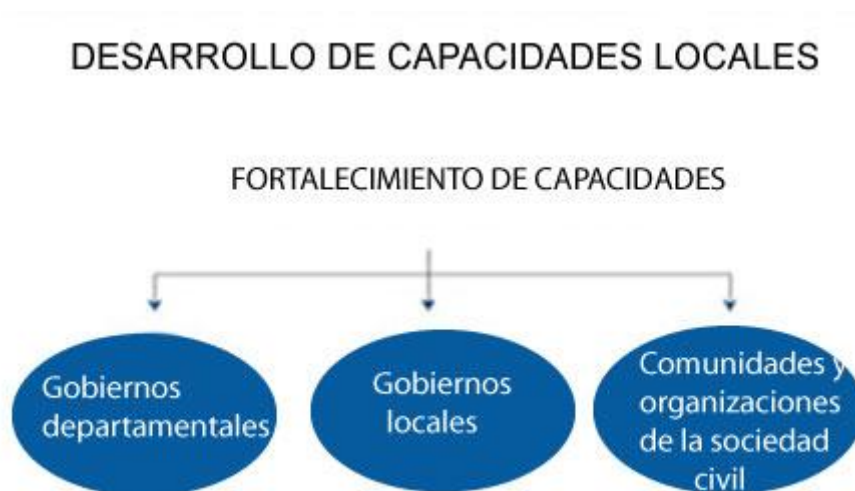 DESARROLLO DE CAPACIDADES LOCALES
FORTALECIMIENTO DE CAPACIDADES
Gobiernos
departamentales
Gobiernos
locales
Comunidades y
organizaciones
de la sociedad
civil